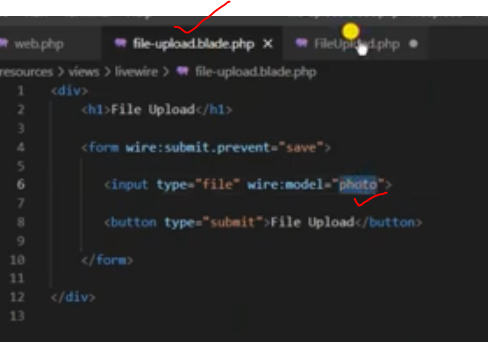 web.php file-upload.blade.php × FileUpload.php
resources > views > livewire > file-upload.blade.php
1 <div>
2 <h1>File Upload</h1>
3
4 <form wire:submit.prevent="save">
5
6 <input type="file" wire:model="photo">
7
8 <button type="submit">File Upload</button>
9
10 </form>
11
12 </div>
13